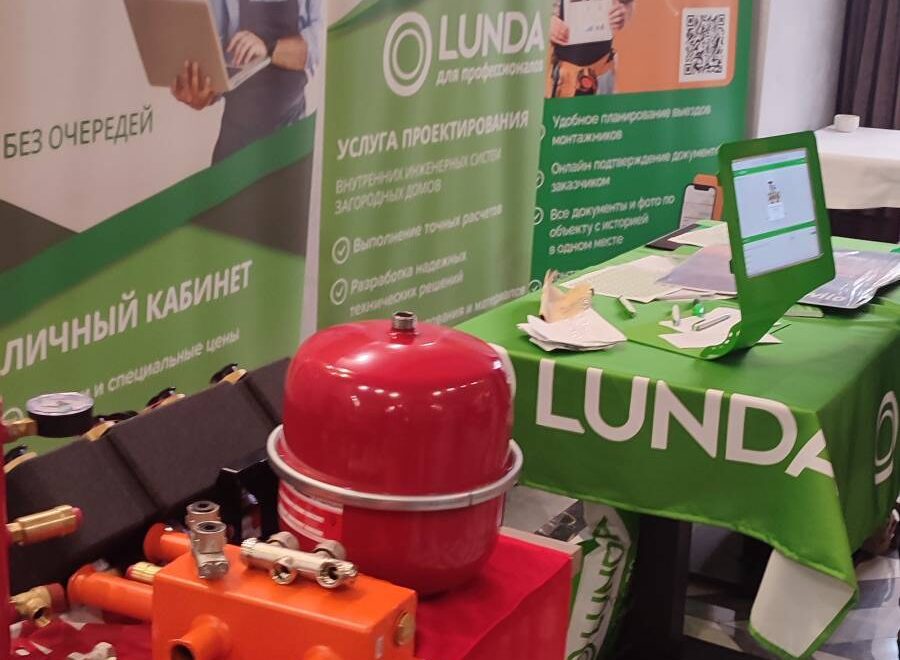 БЕЗ ОЧЕРЕДЕЙ
ЛИЧНЫЙ КАБИНЕТ
и специальные цены
LUNDA
для профессионалов
УСЛУГА ПРОЕКТИРОВАНИЯ
ВНУТРЕННИХ ИНЖЕНЕРНЫХ СИСТЕМ
ЗАГОРОДНЫХ ДОМОВ
Выполнение точных расчетов
Разработка надежных
технических решений
и материалов
Удобное планирование выездов
монтажников
Онлайн подтверждение документо
заказчиком
Все документы и фото по
объекту с историей
в одном месте
LUNDA